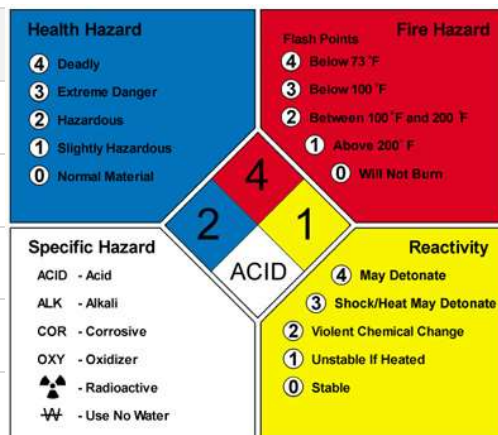 Health Hazard
4 Deadly
3 Extreme Danger
2 Hazardous
1 Slightly Hazardous
0 Normal Material
Fire Hazard
Flash Points
4 Below 73 °F
3 Below 100 °F
2 Between 100°F and 200 °F
1 Above 200° F
0 Will Not Burn
4
2
1
ACID
Specific Hazard
ACID - Acid
ALK - Alkali
COR - Corrosive
OXY - Oxidizer
- Radioactive
W - Use No Water
Reactivity
4 May Detonate
3 Shock/Heat May Detonate
2 Violent Chemical Change
1 Unstable If Heated
0 Stable